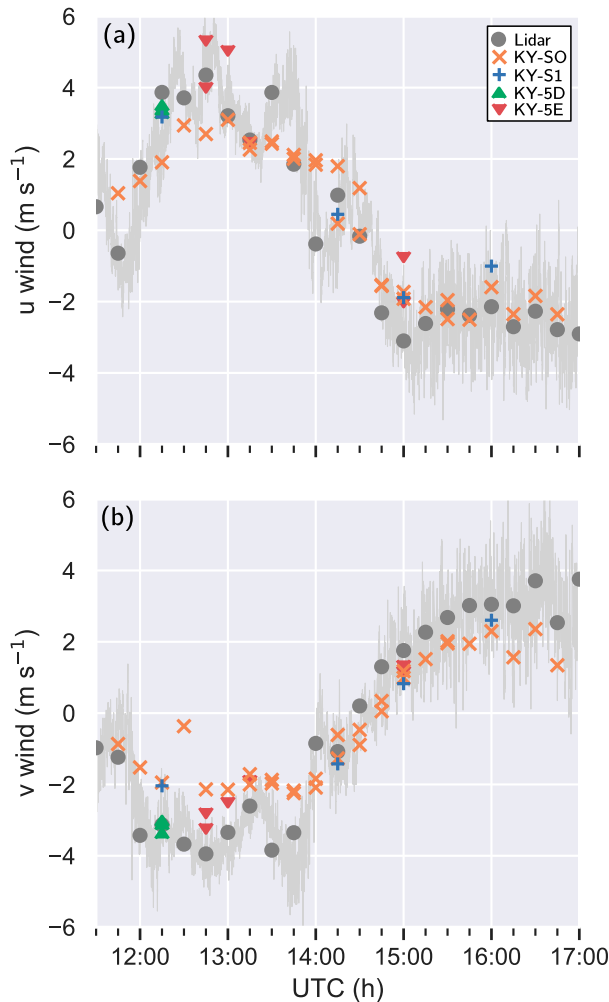 (a)
Lidar
KY-SO
KY-S1
KY-5D
KY-5E
6
4
2
0
−2
−4
−6
u wind (m s⁻¹)
(b)
6
4
2
0
−2
−4
−6
v wind (m s⁻¹)
12:00 13:00 14:00 15:00 16:00 17:00
UTC (h)